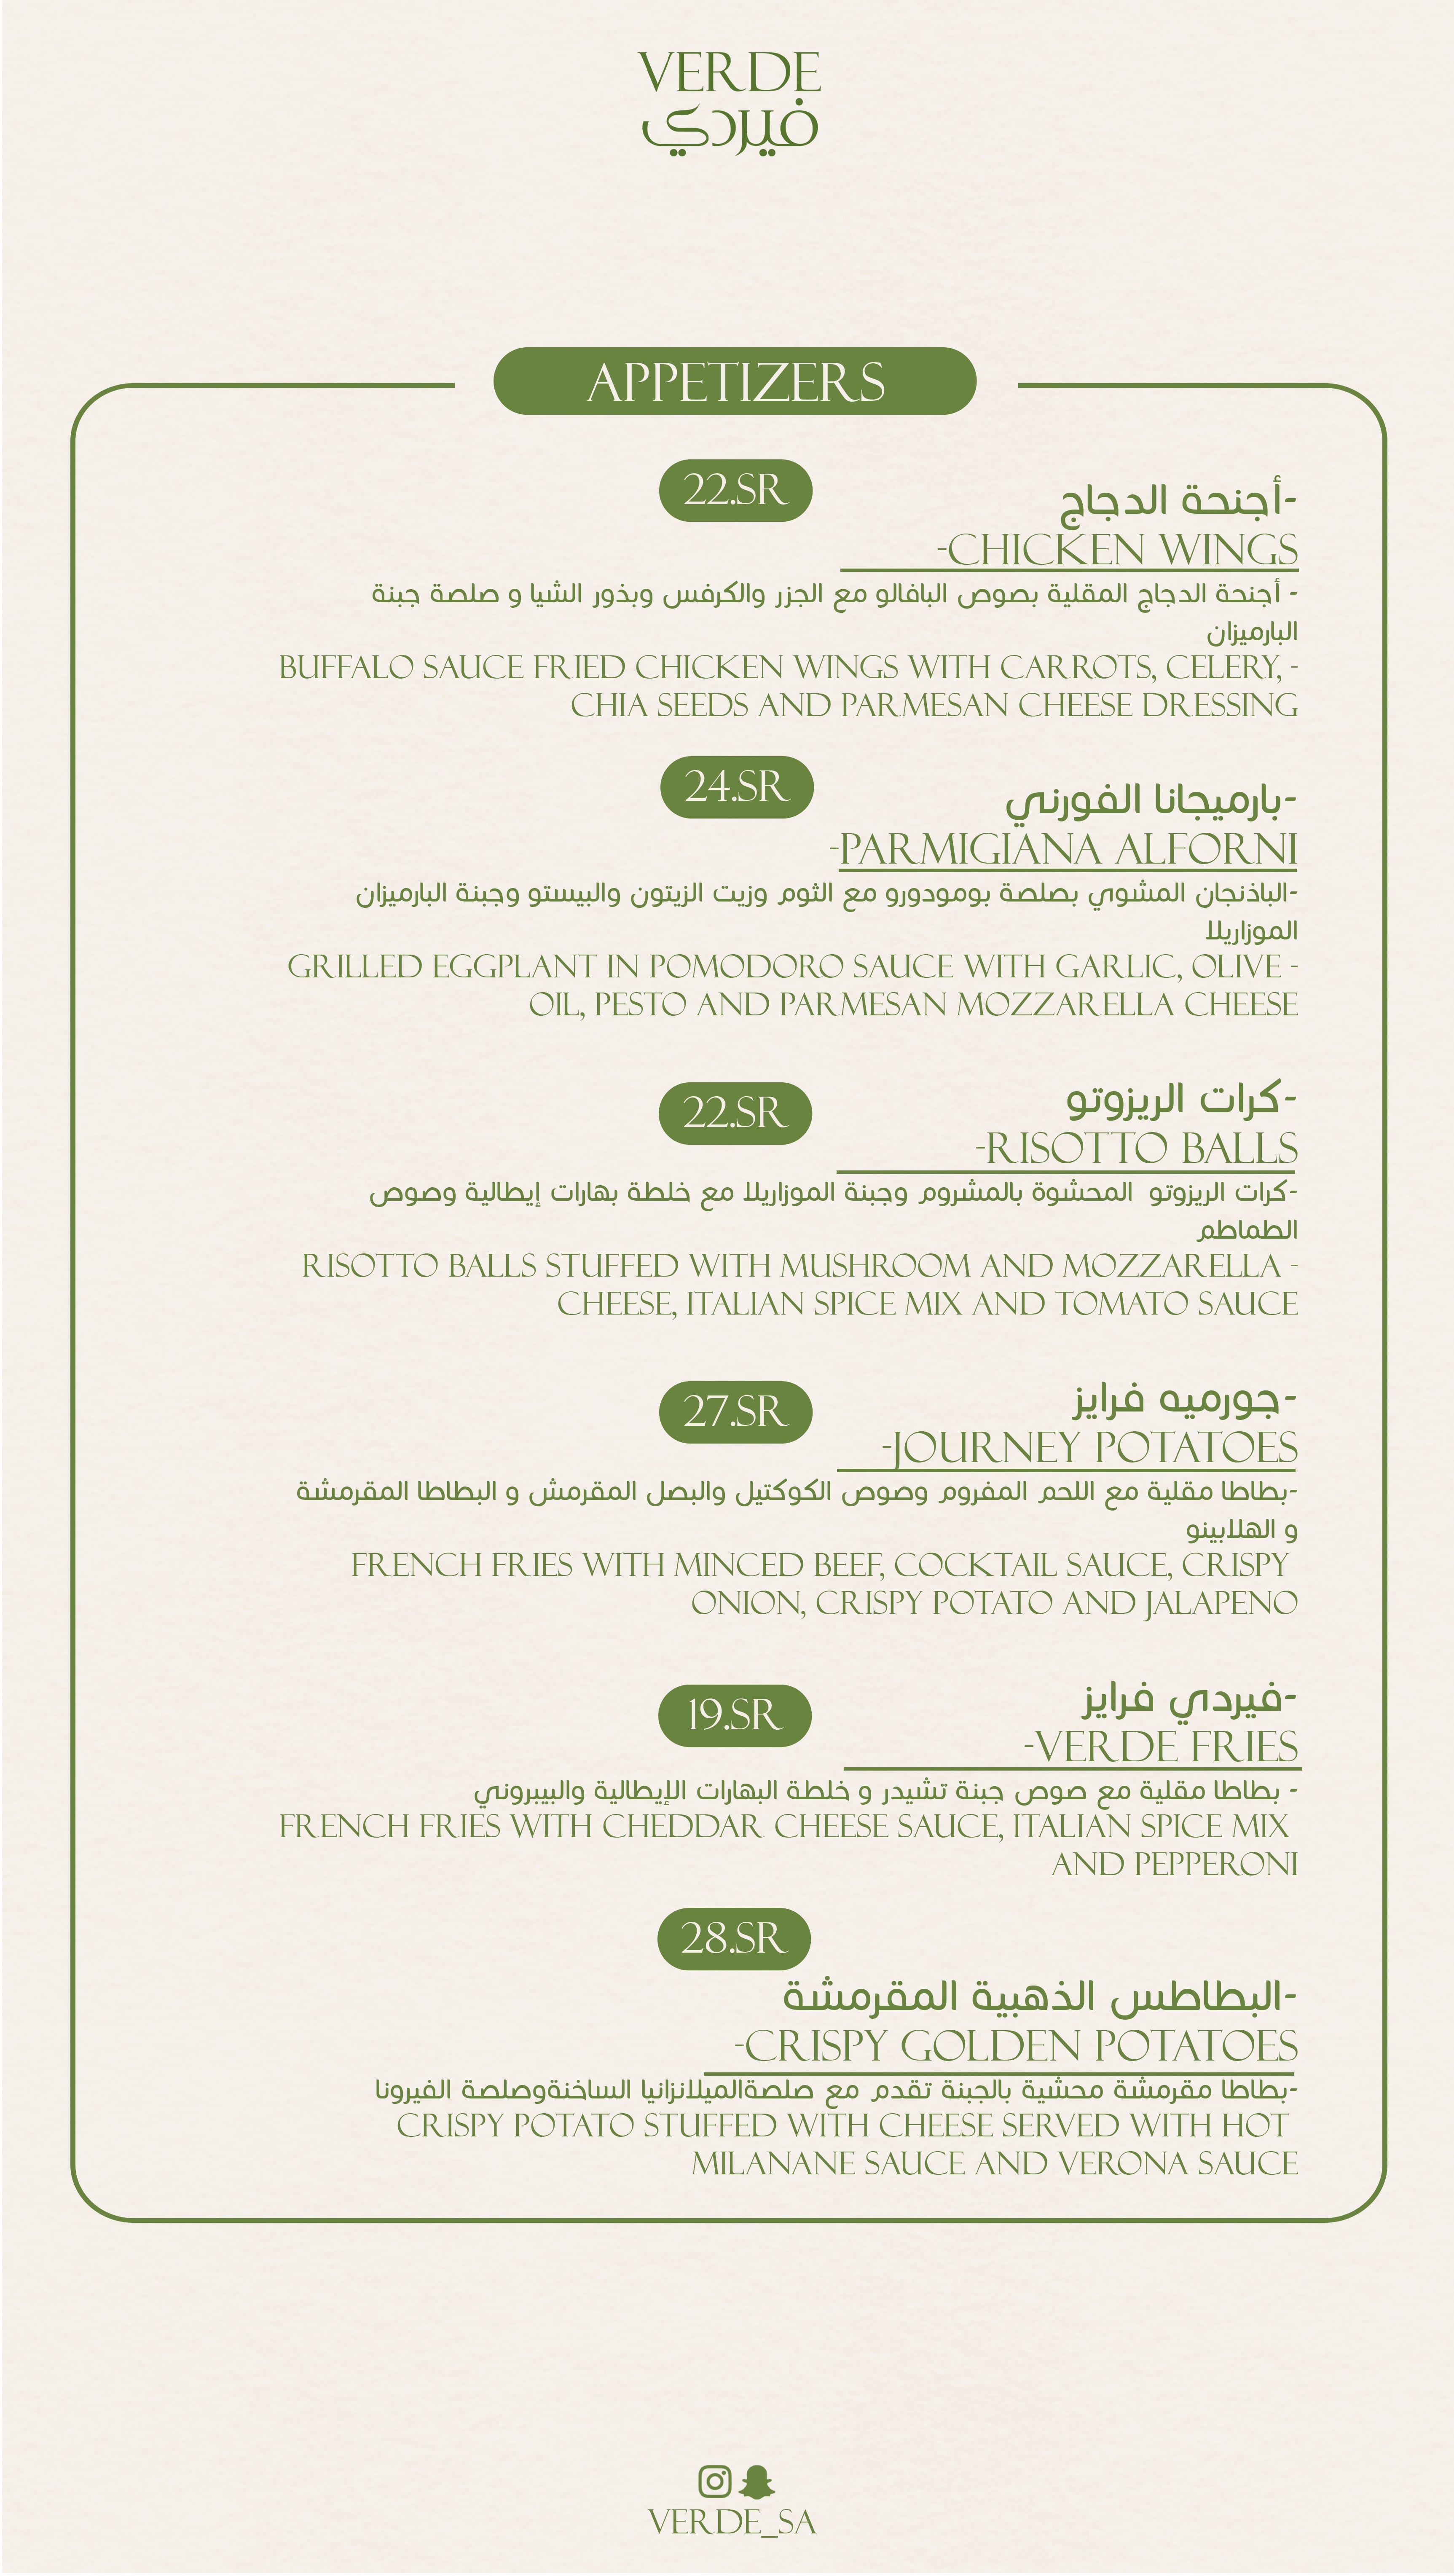 VERDE
فيردي
APPETIZERS
22.SR
-أجنحة الدجاج
-CHICKEN WINGS
- أجنحة الدجاج المقلية بصوص البافالو مع الجزر والكرفس وبذور الشيا و صلصة جبنة
البارميزان
BUFFALO SAUCE FRIED CHICKEN WINGS WITH CARROTS, CELERY, -
CHIA SEEDS AND PARMESAN CHEESE DRESSING
24.SR
-بارميجانا الفورني
-PARMIGIANA ALFORNI
-الباذنجان المشوي بصلصة بومودورو مع الثوم وزيت الزيتون والبيستو وجبنة البارميزان
الموزاريلا
GRILLED EGGPLANT IN POMODORO SAUCE WITH GARLIC, OLIVE -
OIL, PESTO AND PARMESAN MOZZARELLA CHEESE
22.SR
-كرات الريزوتو
-RISOTTO BALLS
-كرات الريزوتو المحشوة بالمشروم وجبنة الموزاريلا مع خلطة بهارات إيطالية وصوص
الطماطم
RISOTTO BALLS STUFFED WITH MUSHROOM AND MOZZARELLA -
CHEESE, ITALIAN SPICE MIX AND TOMATO SAUCE
27.SR
-جورميه فرايز
-JOURNEY POTATOES
-بطاطا مقلية مع اللحم المفروم وصوص الكوكتيل والبصل المقرمش و البطاطا المقرمشة
و الهلابينو
FRENCH FRIES WITH MINCED BEEF, COCKTAIL SAUCE, CRISPY
ONION, CRISPY POTATO AND JALAPENO
19.SR
-فيردي فرايز
-VERDE FRIES
- بطاطا مقلية مع صوص جبنة تشيدر و خلطة البهارات الإيطالية والبيبروني
FRENCH FRIES WITH CHEDDAR CHEESE SAUCE, ITALIAN SPICE MIX
AND PEPPERONI
28.SR
-البطاطس الذهبية المقرمشة
-CRISPY GOLDEN POTATOES
-بطاطا مقرمشة محشية بالجبنة تقدم مع صلصةالميلانزانيا الساخنةوصلصة الفيرونا
CRISPY POTATO STUFFED WITH CHEESE SERVED WITH HOT
MILANANE SAUCE AND VERONA SAUCE
VERDE_SA